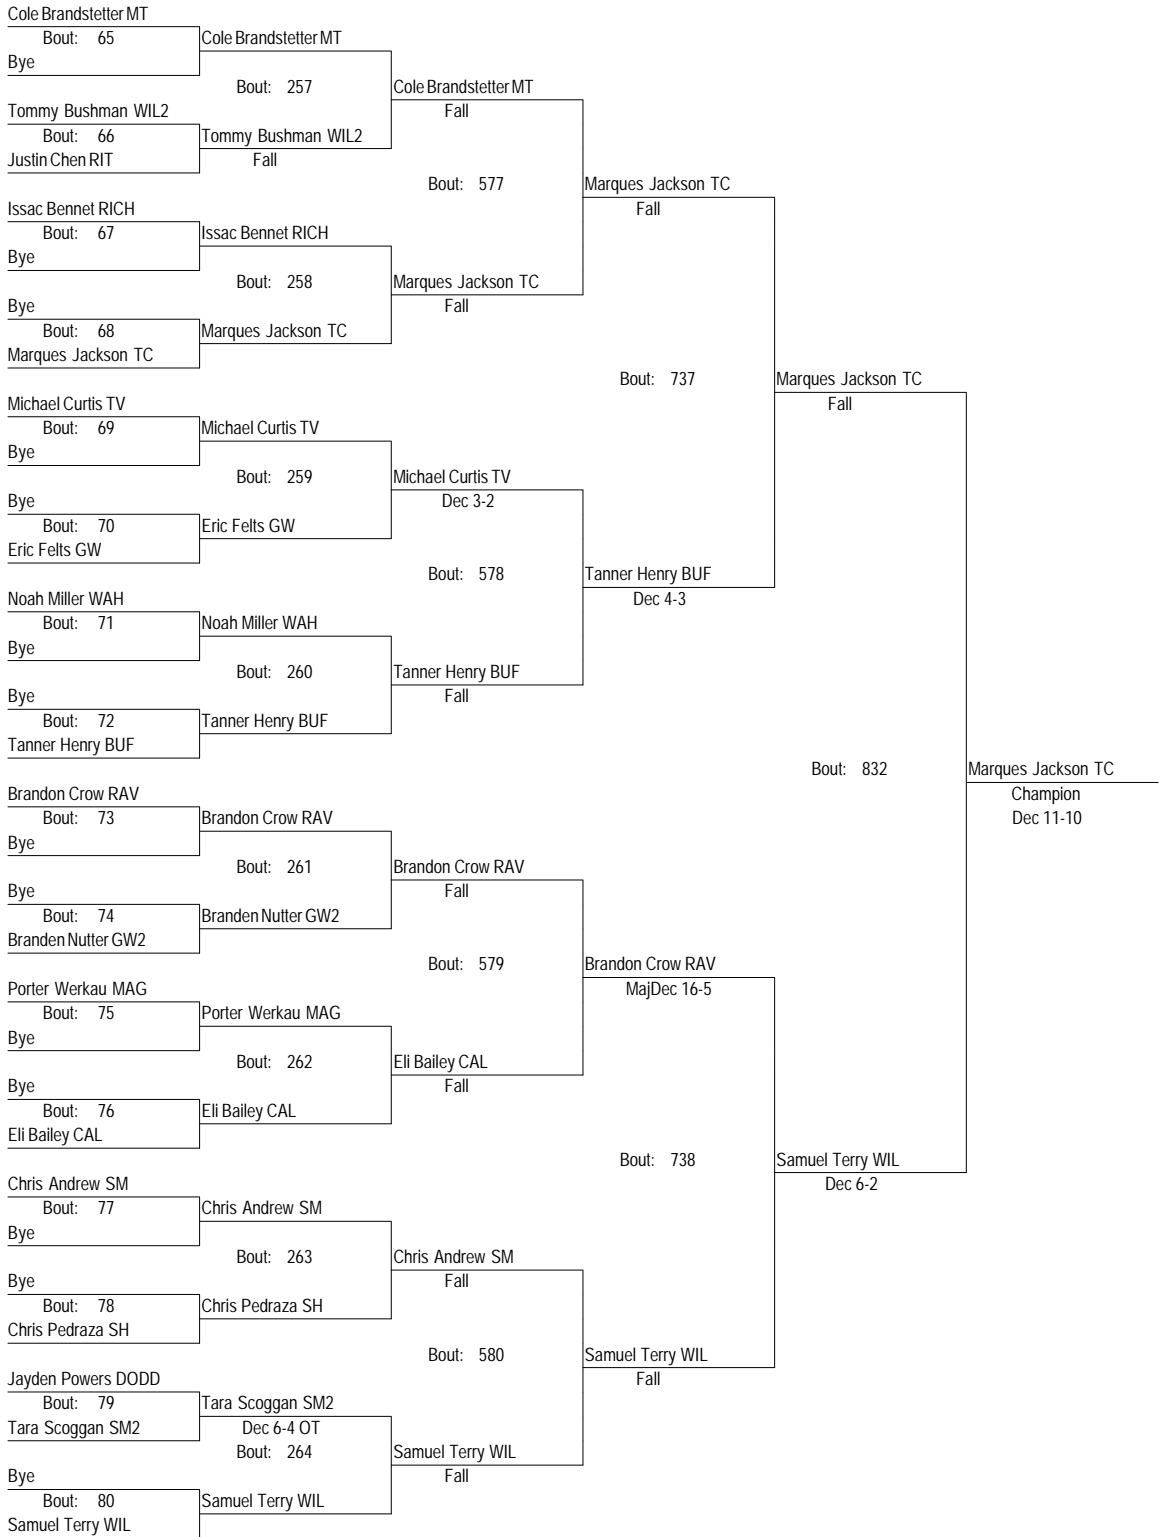 Cole Brandstetter MT
Bout: 65
Cole Brandstetter MT
Bye
Bout: 257
Cole Brandstetter MT
Tommy Bushman WIL2
Fall
Bout: 66
Tommy Bushman WIL2
Justin Chen RIT
Fall
Bout: 577
Marques Jackson TC
Issac Bennet RICH
Fall
Bout: 67
Issac Bennet RICH
Bye
Bout: 258
Marques Jackson TC
Bye
Fall
Bout: 68
Marques Jackson TC
Marques Jackson TC
Bout: 737
Marques Jackson TC
Michael Curtis TV
Fall
Bout: 69
Michael Curtis TV
Bye
Bout: 259
Michael Curtis TV
Bye
Dec 3-2
Bout: 70
Eric Felts GW
Eric Felts GW
Bout: 578
Tanner Henry BUF
Noah Miller WAH
Dec 4-3
Bout: 71
Noah Miller WAH
Bye
Bout: 260
Tanner Henry BUF
Bye
Fall
Bout: 72
Tanner Henry BUF
Tanner Henry BUF
Bout: 832
Marques Jackson TC
Brandon Crow RAV
Champion
Bout: 73
Brandon Crow RAV
Dec 11-10
Bye
Bout: 261
Brandon Crow RAV
Bye
Fall
Bout: 74
Branden Nutter GW2
Branden Nutter GW2
Bout: 579
Brandon Crow RAV
Porter Werkau MAG
MajDec 16-5
Bout: 75
Porter Werkau MAG
Bye
Bout: 262
Eli Bailey CAL
Bye
Fall
Bout: 76
Eli Bailey CAL
Eli Bailey CAL
Bout: 738
Samuel Terry WIL
Chris Andrew SM
Dec 6-2
Bout: 77
Chris Andrew SM
Bye
Bout: 263
Chris Andrew SM
Bye
Fall
Bout: 78
Chris Pedraza SH
Chris Pedraza SH
Bout: 580
Samuel Terry WIL
Jayden Powers DODD
Fall
Bout: 79
Tara Scoggan SM2
Tara Scoggan SM2
Dec 6-4 OT
Bout: 264
Samuel Terry WIL
Bye
Fall
Bout: 80
Samuel Terry WIL
Samuel Terry WIL